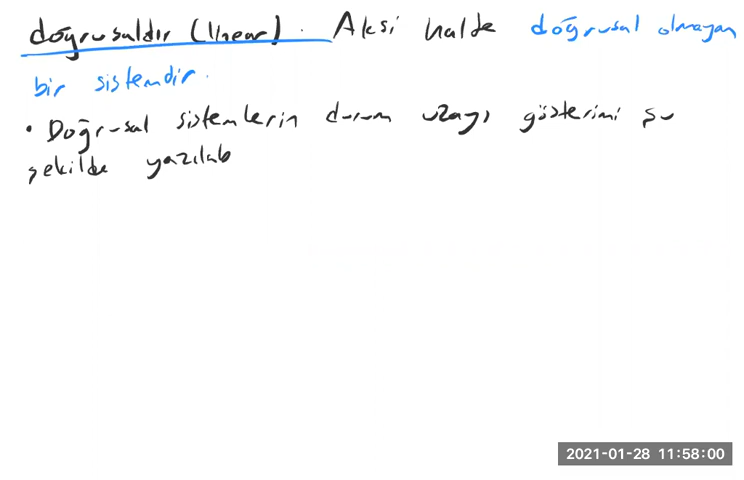 doğrusaldır (linear). Aksi halde doğrusal olmayan
bir sistemdir.
• Doğrusal sistemlerin durum uzayı gösterimi şu
şekilde yazılab
2021-01-28 11:58:00